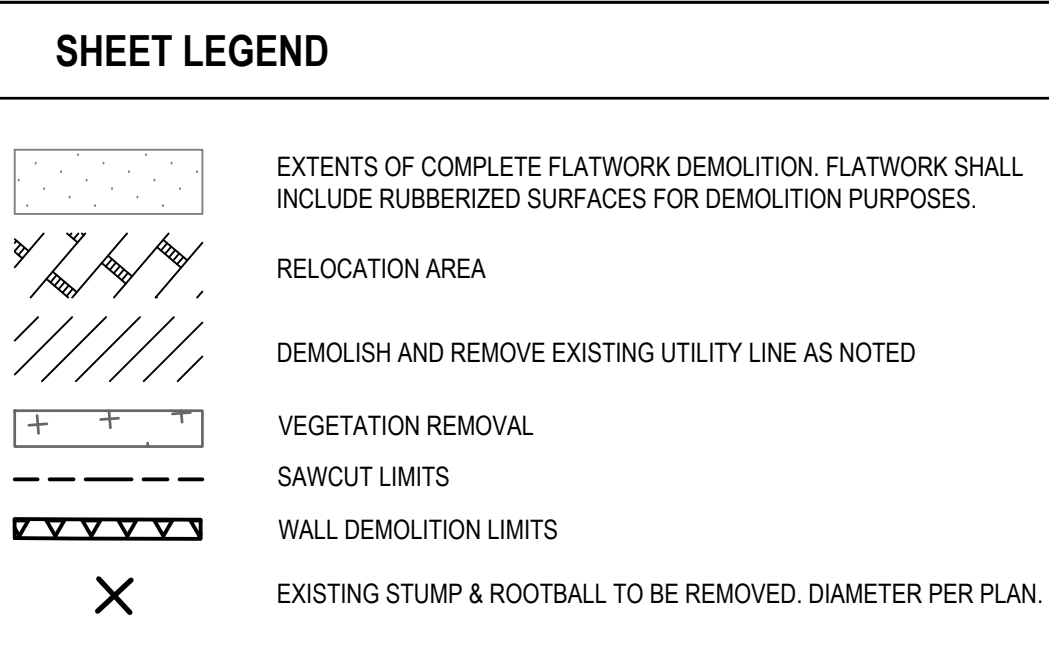 SHEET LEGEND
EXTENTS OF COMPLETE FLATWORK DEMOLITION. FLATWORK SHALL
INCLUDE RUBBERIZED SURFACES FOR DEMOLITION PURPOSES.
RELOCATION AREA
DEMOLISH AND REMOVE EXISTING UTILITY LINE AS NOTED
VEGETATION REMOVAL
SAWCUT LIMITS
WALL DEMOLITION LIMITS
EXISTING STUMP & ROOTBALL TO BE REMOVED. DIAMETER PER PLAN.